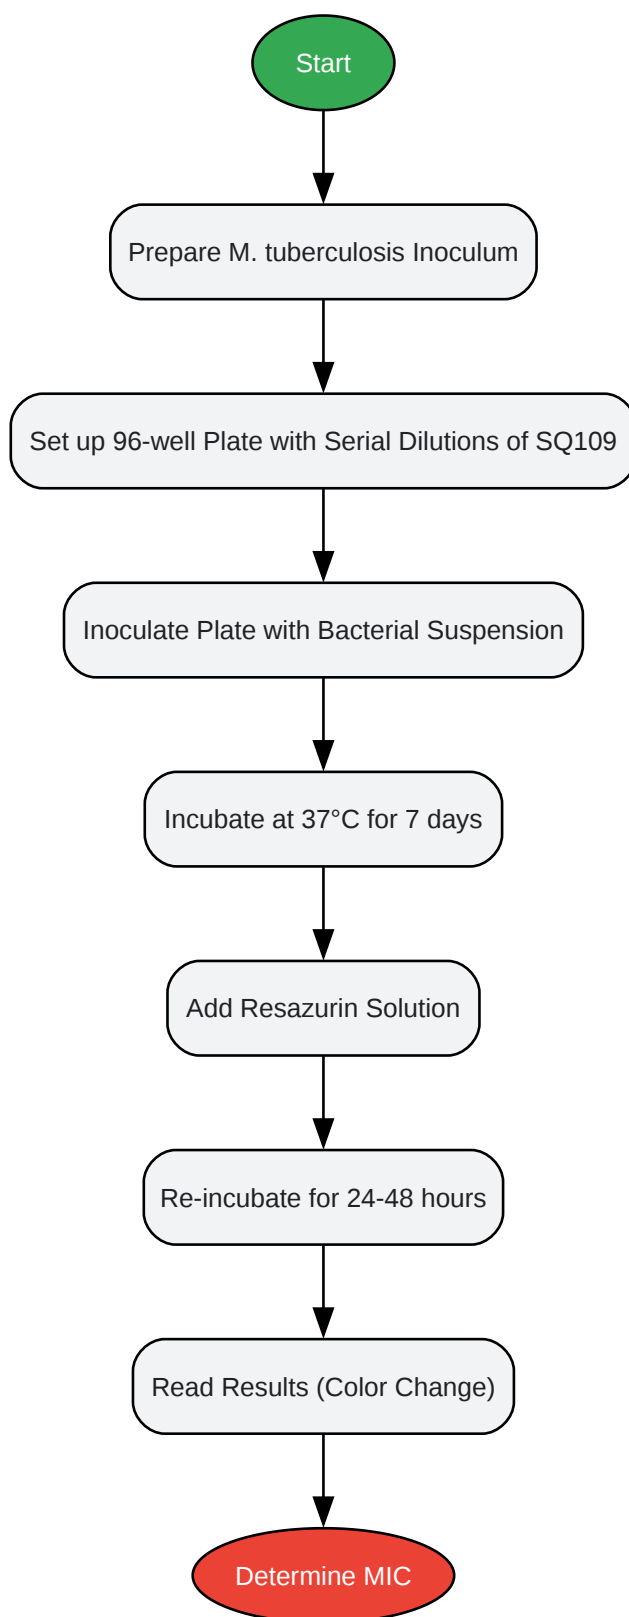 Start
Prepare M. tuberculosis Inoculum
Set up 96-well Plate with Serial Dilutions of SQ109
Inoculate Plate with Bacterial Suspension
Incubate at 37°C for 7 days
Add Resazurin Solution
Re-incubate for 24-48 hours
Read Results (Color Change)
Determine MIC